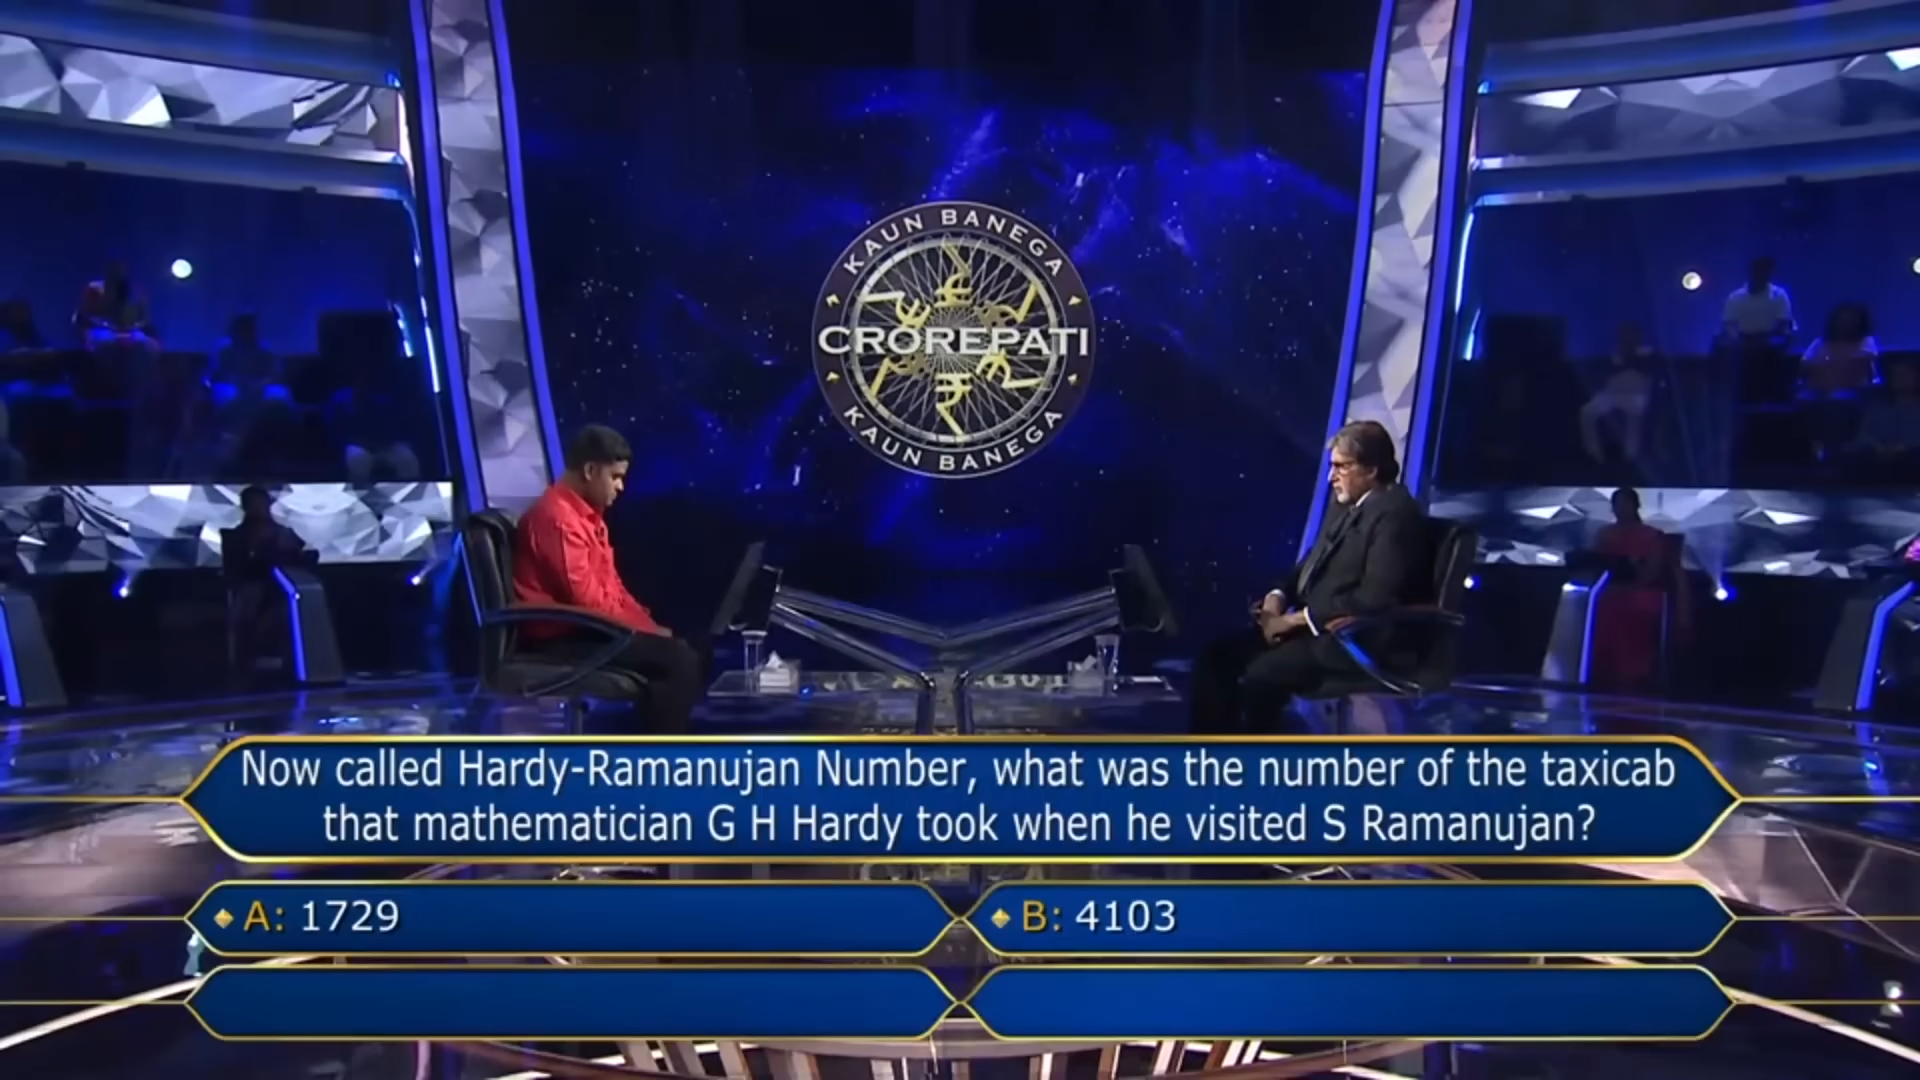 KAUN BANEGA
CROREPATI
KAUN BANEGA
Now called Hardy-Ramanujan Number, what was the number of the taxicab
that mathematician G H Hardy took when he visited S Ramanujan?
A: 1729
B: 4103